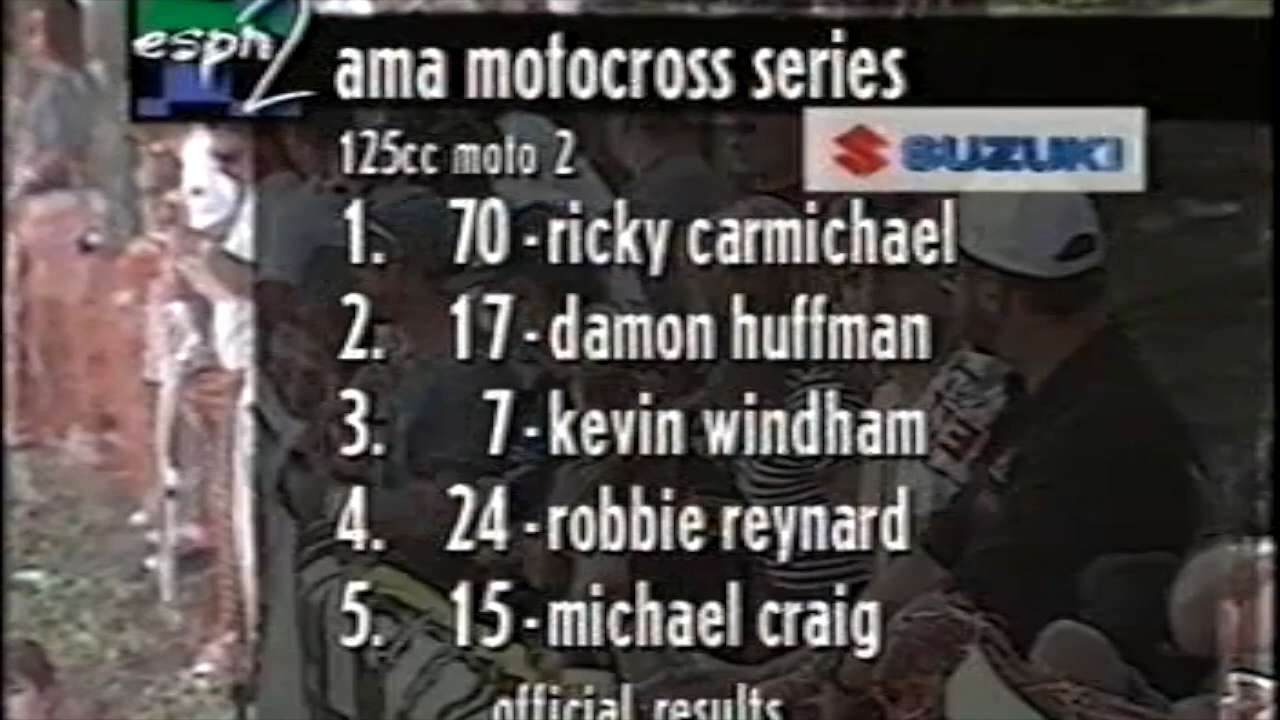 espn2
ama motocross series
125cc moto 2
SUZUKI
1. 70 - ricky carmichael
2. 17 - damon huffman
3. 7 - kevin windham
4. 24 - robbie reynard
5. 15 - michael craig
official results